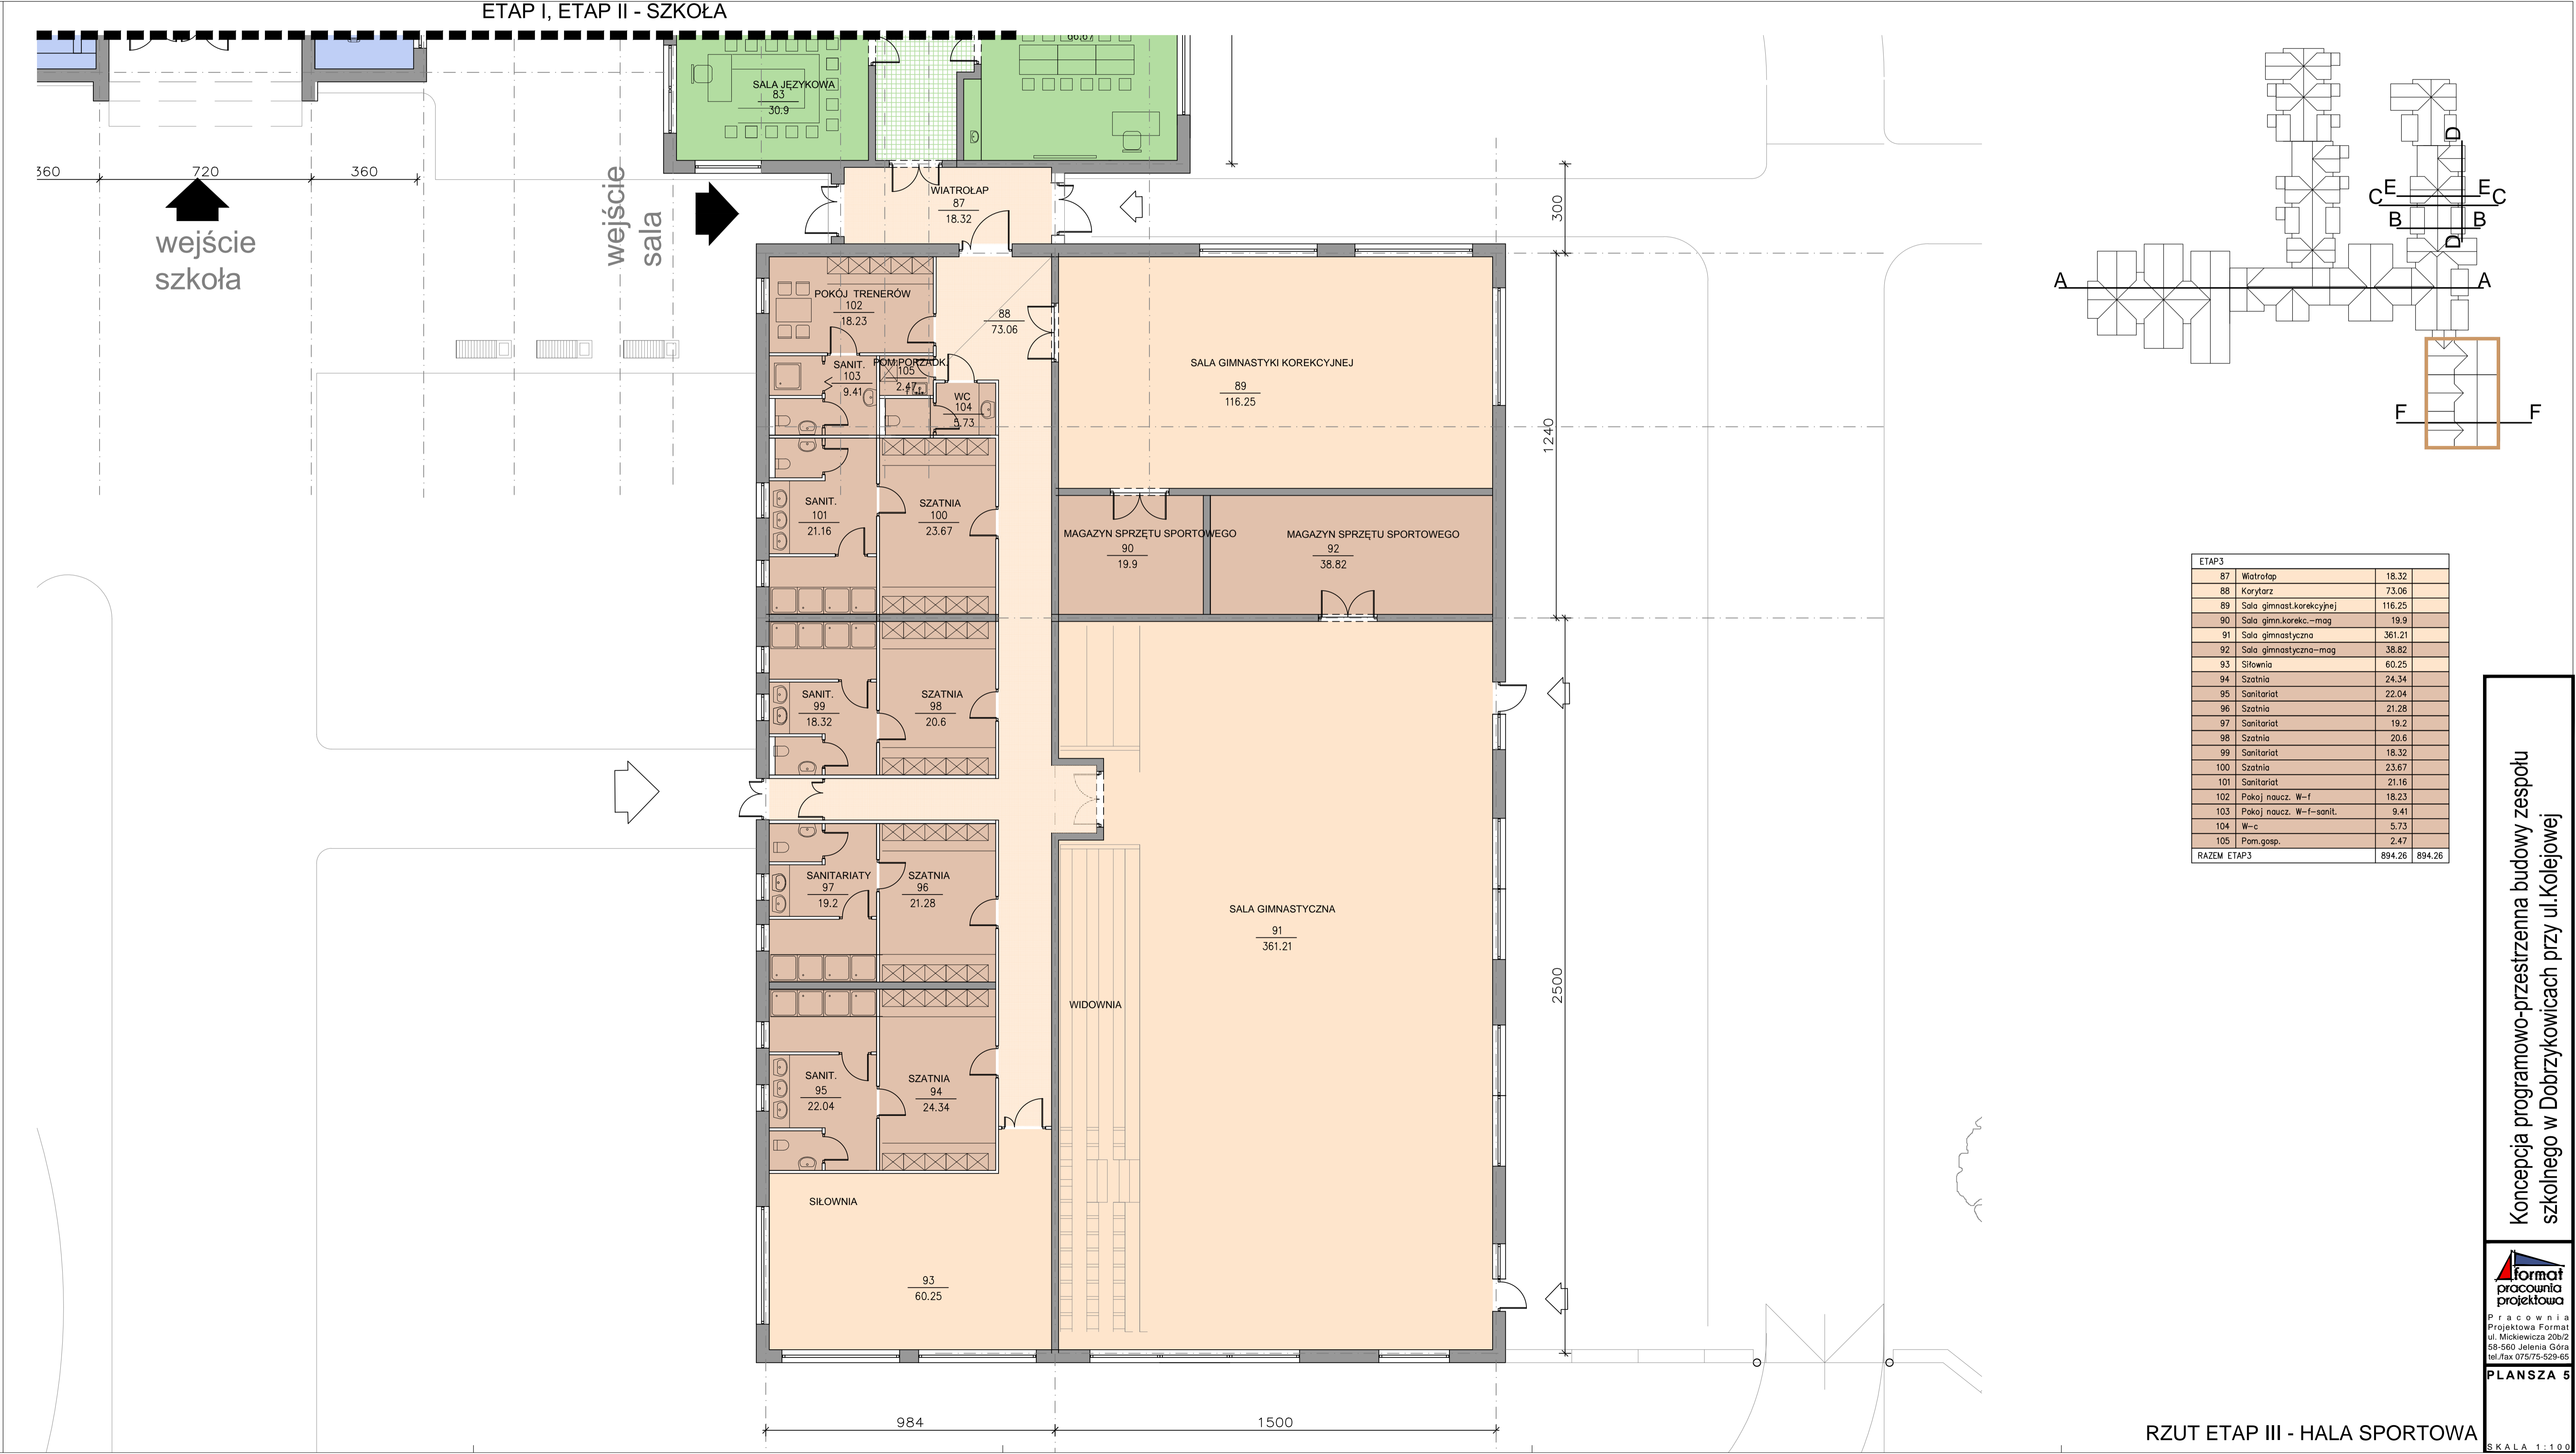 ETAP I, ETAP II - SZKOŁA
66.67
SALA JĘZYKOWA
83
30.9
360
720
360
wejście
szkoła
wejście
sala
WIATROŁAP
87
18.32
300
POKÓJ TRENERÓW
102
18.23
88
73.06
SANIT.
103
9.41
POM.PORZĄDK.
105
2.47
WC
104
5.73
SALA GIMNASTYKI KOREKCYJNEJ
89
116.25
1240
SANIT.
101
21.16
SZATNIA
100
23.67
MAGAZYN SPRZĘTU SPORTOWEGO
90
19.9
MAGAZYN SPRZĘTU SPORTOWEGO
92
38.82
SANIT.
99
18.32
SZATNIA
98
20.6
SANITARIATY
97
19.2
SZATNIA
96
21.28
SALA GIMNASTYCZNA
91
361.21
2500
WIDOWNIA
SANIT.
95
22.04
SZATNIA
94
24.34
SIŁOWNIA
93
60.25
984
1500
D
E E
C C
B B
D
A A
F F
ETAP3
87 Wiatrołap 18.32
88 Korytarz 73.06
89 Sala gimnast.korekcyjnej 116.25
90 Sala gimn.korekc.-mag 19.9
91 Sala gimnastyczna 361.21
92 Sala gimnastyczna-mag 38.82
93 Siłownia 60.25
94 Szatnia 24.34
95 Sanitariat 22.04
96 Szatnia 21.28
97 Sanitariat 19.2
98 Szatnia 20.6
99 Sanitariat 18.32
100 Szatnia 23.67
101 Sanitariat 21.16
102 Pokoj naucz. W-f 18.23
103 Pokoj naucz. W-f-sanit. 9.41
104 W-c 5.73
105 Pom.gosp. 2.47
RAZEM ETAP3 894.26 894.26
Koncepcja programowo-przestrzenna budowy zespołu
szkolnego w Dobrzykowicach przy ul.Kolejowej
format
pracownia
projektowa
Pracownia
Projektowa Format
ul. Mickiewicza 20b/2
58-560 Jelenia Góra
tel./fax 075/75-529-65
PLANSZA 5
RZUT ETAP III - HALA SPORTOWA
SKALA 1:100